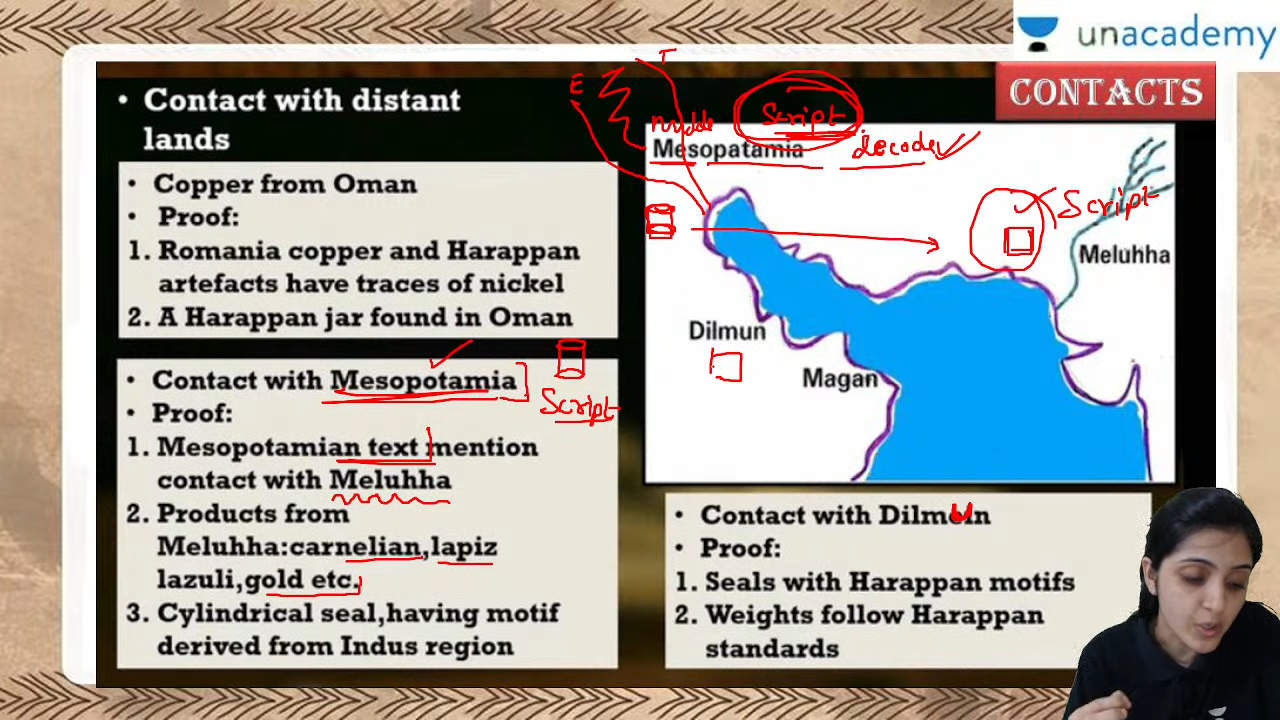 unacademy
CONTACTS
• Contact with distant
lands
• Copper from Oman
• Proof:
1. Romania copper and Harappan
artefacts have traces of nickel
2. A Harappan jar found in Oman
• Contact with Mesopotamia
• Proof:
1. Mesopotamian text mention
contact with Meluhha
2. Products from
Meluhha:carnelian,lapiz
lazuli,gold etc.
3. Cylindrical seal,having motif
derived from Indus region
Script
E
T
Script
Mesopatamia
decode
Script
Meluhha
Dilmun
Magan
• Contact with Dilmun
• Proof:
1. Seals with Harappan motifs
2. Weights follow Harappan
standards